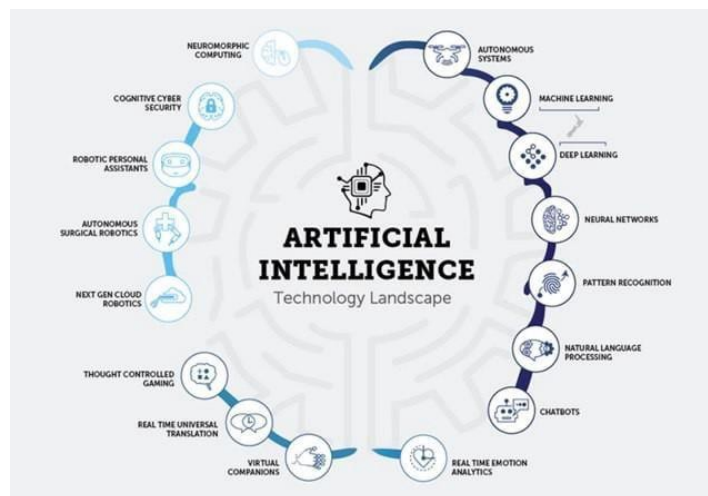 ARTIFICIAL
INTELLIGENCE
Technology Landscape
NEUROMORPHIC
COMPUTING
COGNITIVE CYBER
SECURITY
ROBOTIC PERSONAL
ASSISTANTS
AUTONOMOUS
SURGICAL ROBOTICS
NEXT GEN CLOUD
ROBOTICS
THOUGHT CONTROLLED
GAMING
REAL TIME UNIVERSAL
TRANSLATION
VIRTUAL
COMPANIONS
AUTONOMOUS
SYSTEMS
MACHINE LEARNING
DEEP LEARNING
NEURAL NETWORKS
PATTERN RECOGNITION
NATURAL LANGUAGE
PROCESSING
CHATBOTS
REAL TIME EMOTION
ANALYTICS